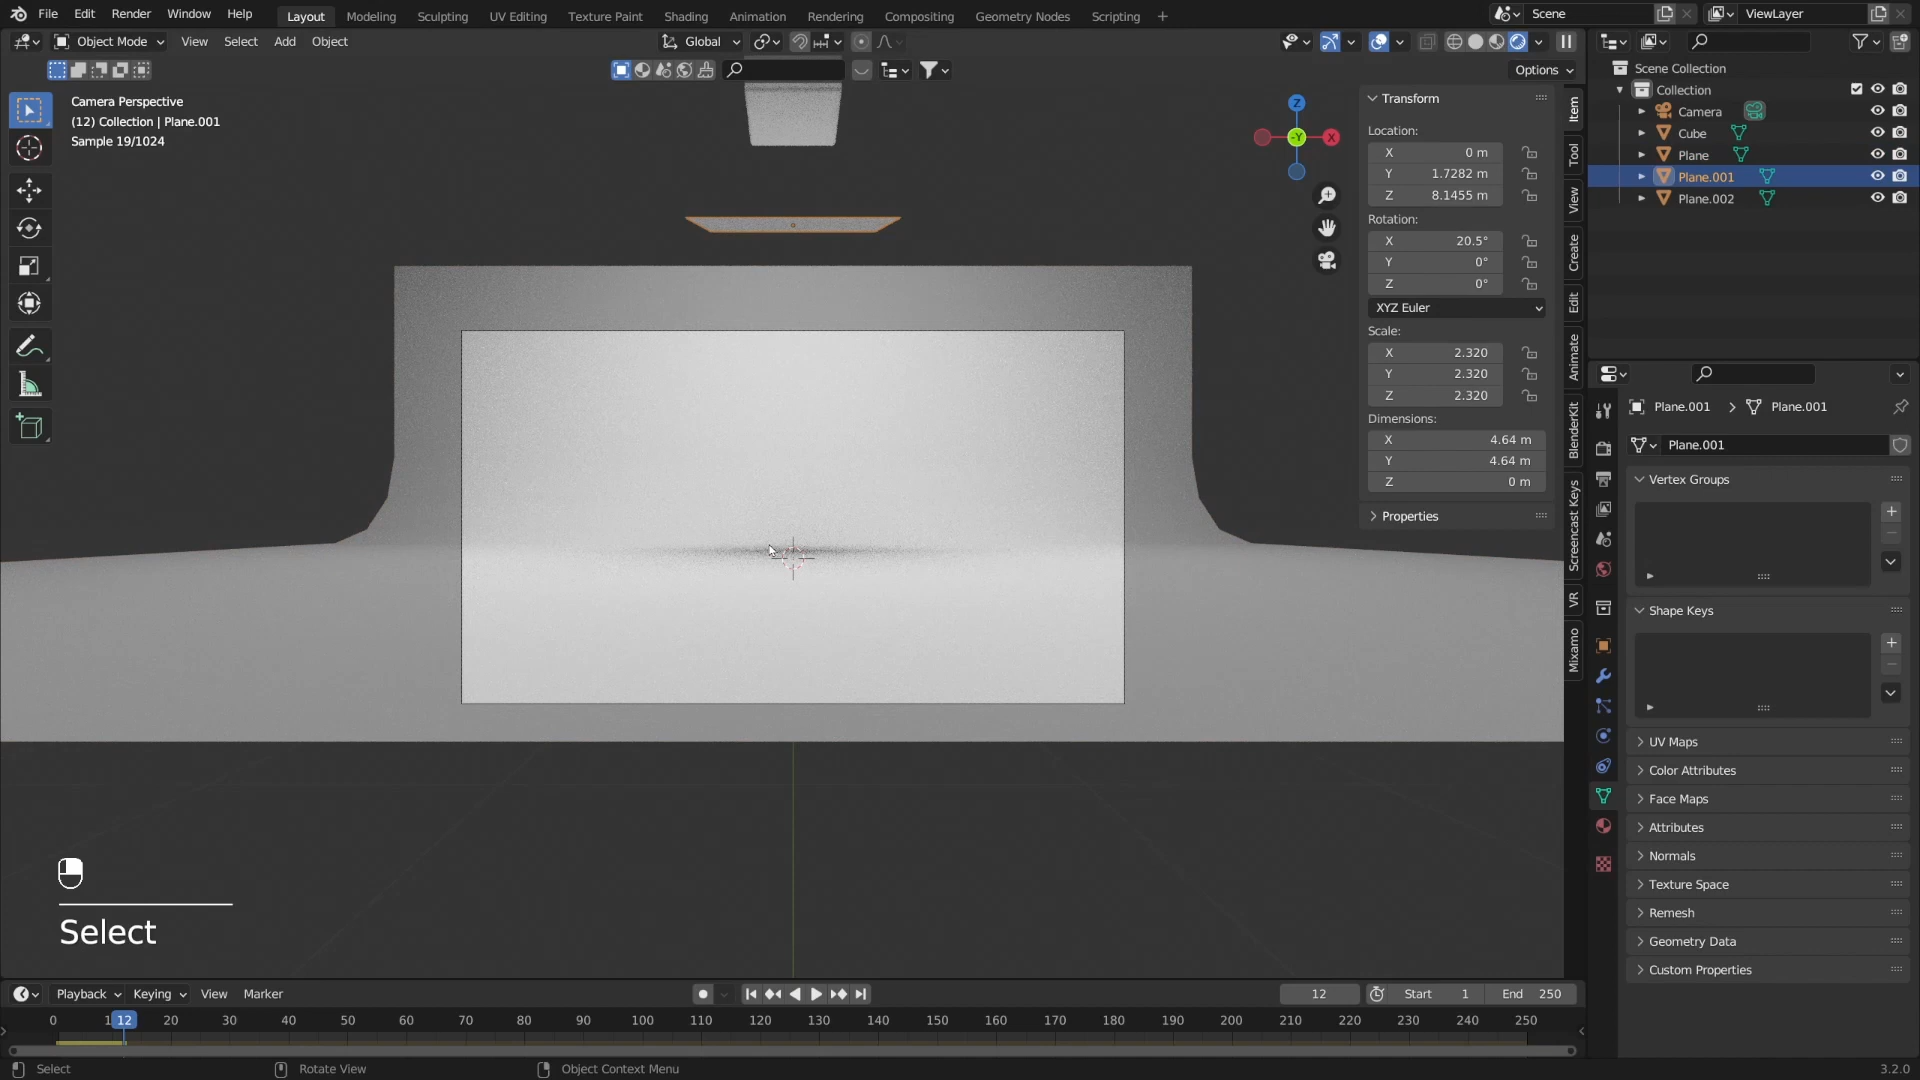 File Edit Render Window Help Layout Modeling Sculpting UV Editing Texture Paint Shading Animation Rendering Compositing Geometry Nodes Scripting + Scene ViewLayer
Object Mode View Select Add Object Global
Options
Camera Perspective
(12) Collection | Plane.001
Sample 19/1024
Z
-Y
X
Transform
Location:
X 0 m
Y 1.7282 m
Z 8.1455 m
Rotation:
X 20.5°
Y 0°
Z 0°
XYZ Euler
Scale:
X 2.320
Y 2.320
Z 2.320
Dimensions:
X 4.64 m
Y 4.64 m
Z 0 m
Properties
Item
Tool
View
Create
Edit
Animate
BlenderKit
Screencast Keys
VR
Mixamo
Scene Collection
Collection
Camera
Cube
Plane
Plane.001
Plane.002
Plane.001 Plane.001
Plane.001
Vertex Groups
Shape Keys
UV Maps
Color Attributes
Face Maps
Attributes
Normals
Texture Space
Remesh
Geometry Data
Custom Properties
Select
Playback Keying View Marker 12 Start 1 End 250
0 1 12 20 30 40 50 60 70 80 90 100 110 120 130 140 150 160 170 180 190 200 210 220 230 240 250
Select Rotate View Object Context Menu 3.2.0